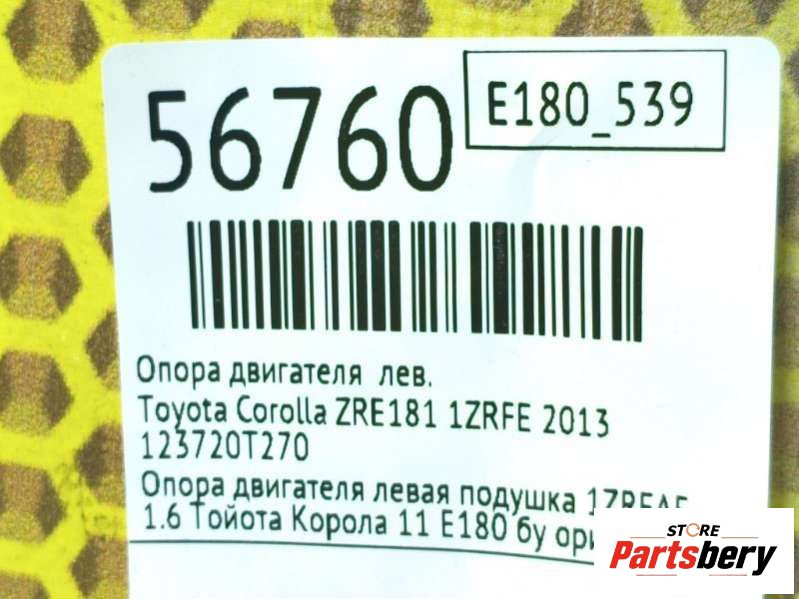 56760
E180_539
Опора двигателя лев.
Toyota Corolla ZRE181 1ZRFE 2013
123720T270
Опора двигателя левая подушка
1.6 Тойота Корола 11 E180 бу
STORE
Partsbery